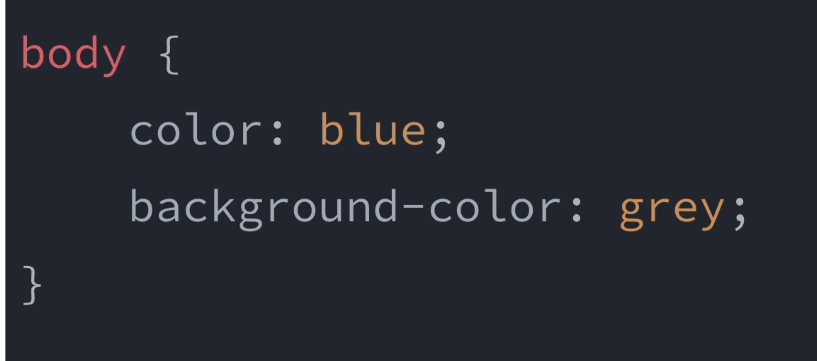 body {
    color: blue;
    background-color: grey;
}